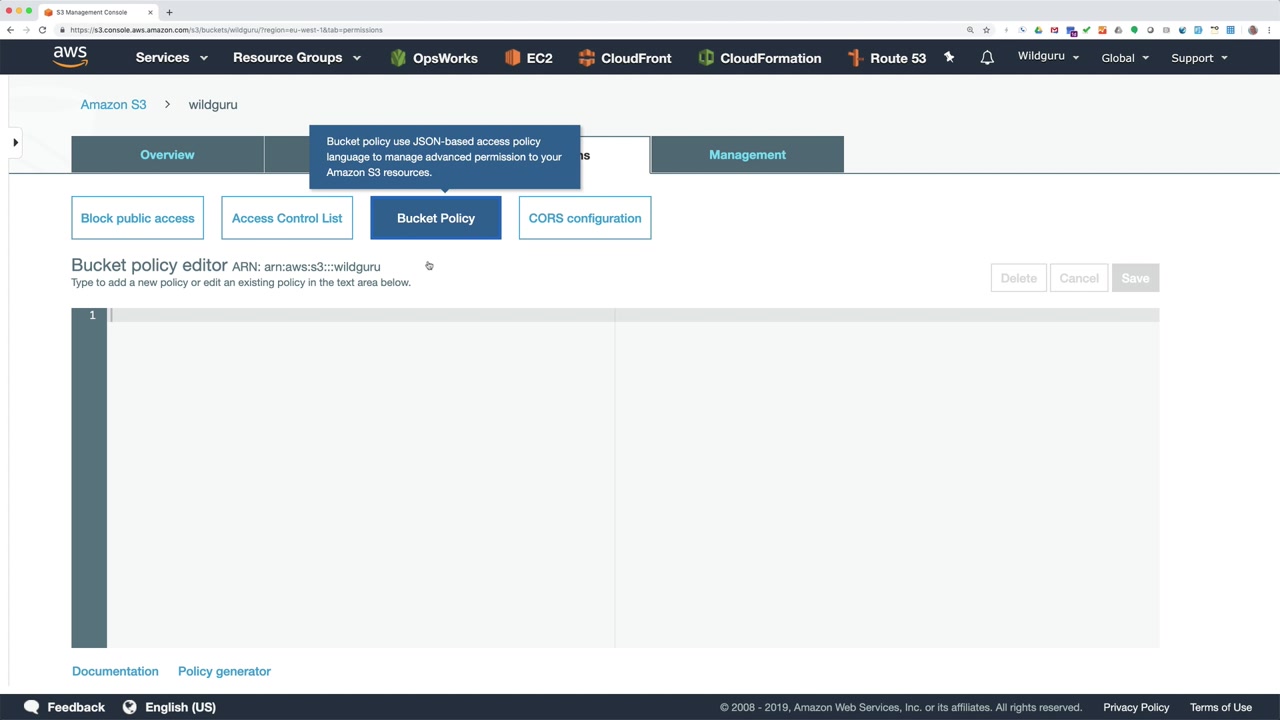 S3 Management Console
https://s3.console.aws.amazon.com/s3/buckets/wildguru/?region=eu-west-1&tab=permissions
aws
Services
Resource Groups
OpsWorks
EC2
CloudFront
CloudFormation
Route 53
Wildguru
Global
Support
Amazon S3 > wildguru
Bucket policy use JSON-based access policy
language to manage advanced permission to your
Amazon S3 resources.
Overview
ns
Management
Block public access
Access Control List
Bucket Policy
CORS configuration
Bucket policy editor ARN: arn:aws:s3:::wildguru
Type to add a new policy or edit an existing policy in the text area below.
Delete
Cancel
Save
1
Documentation
Policy generator
Feedback
English (US)
© 2008 - 2019, Amazon Web Services, Inc. or its affiliates. All rights reserved.
Privacy Policy
Terms of Use